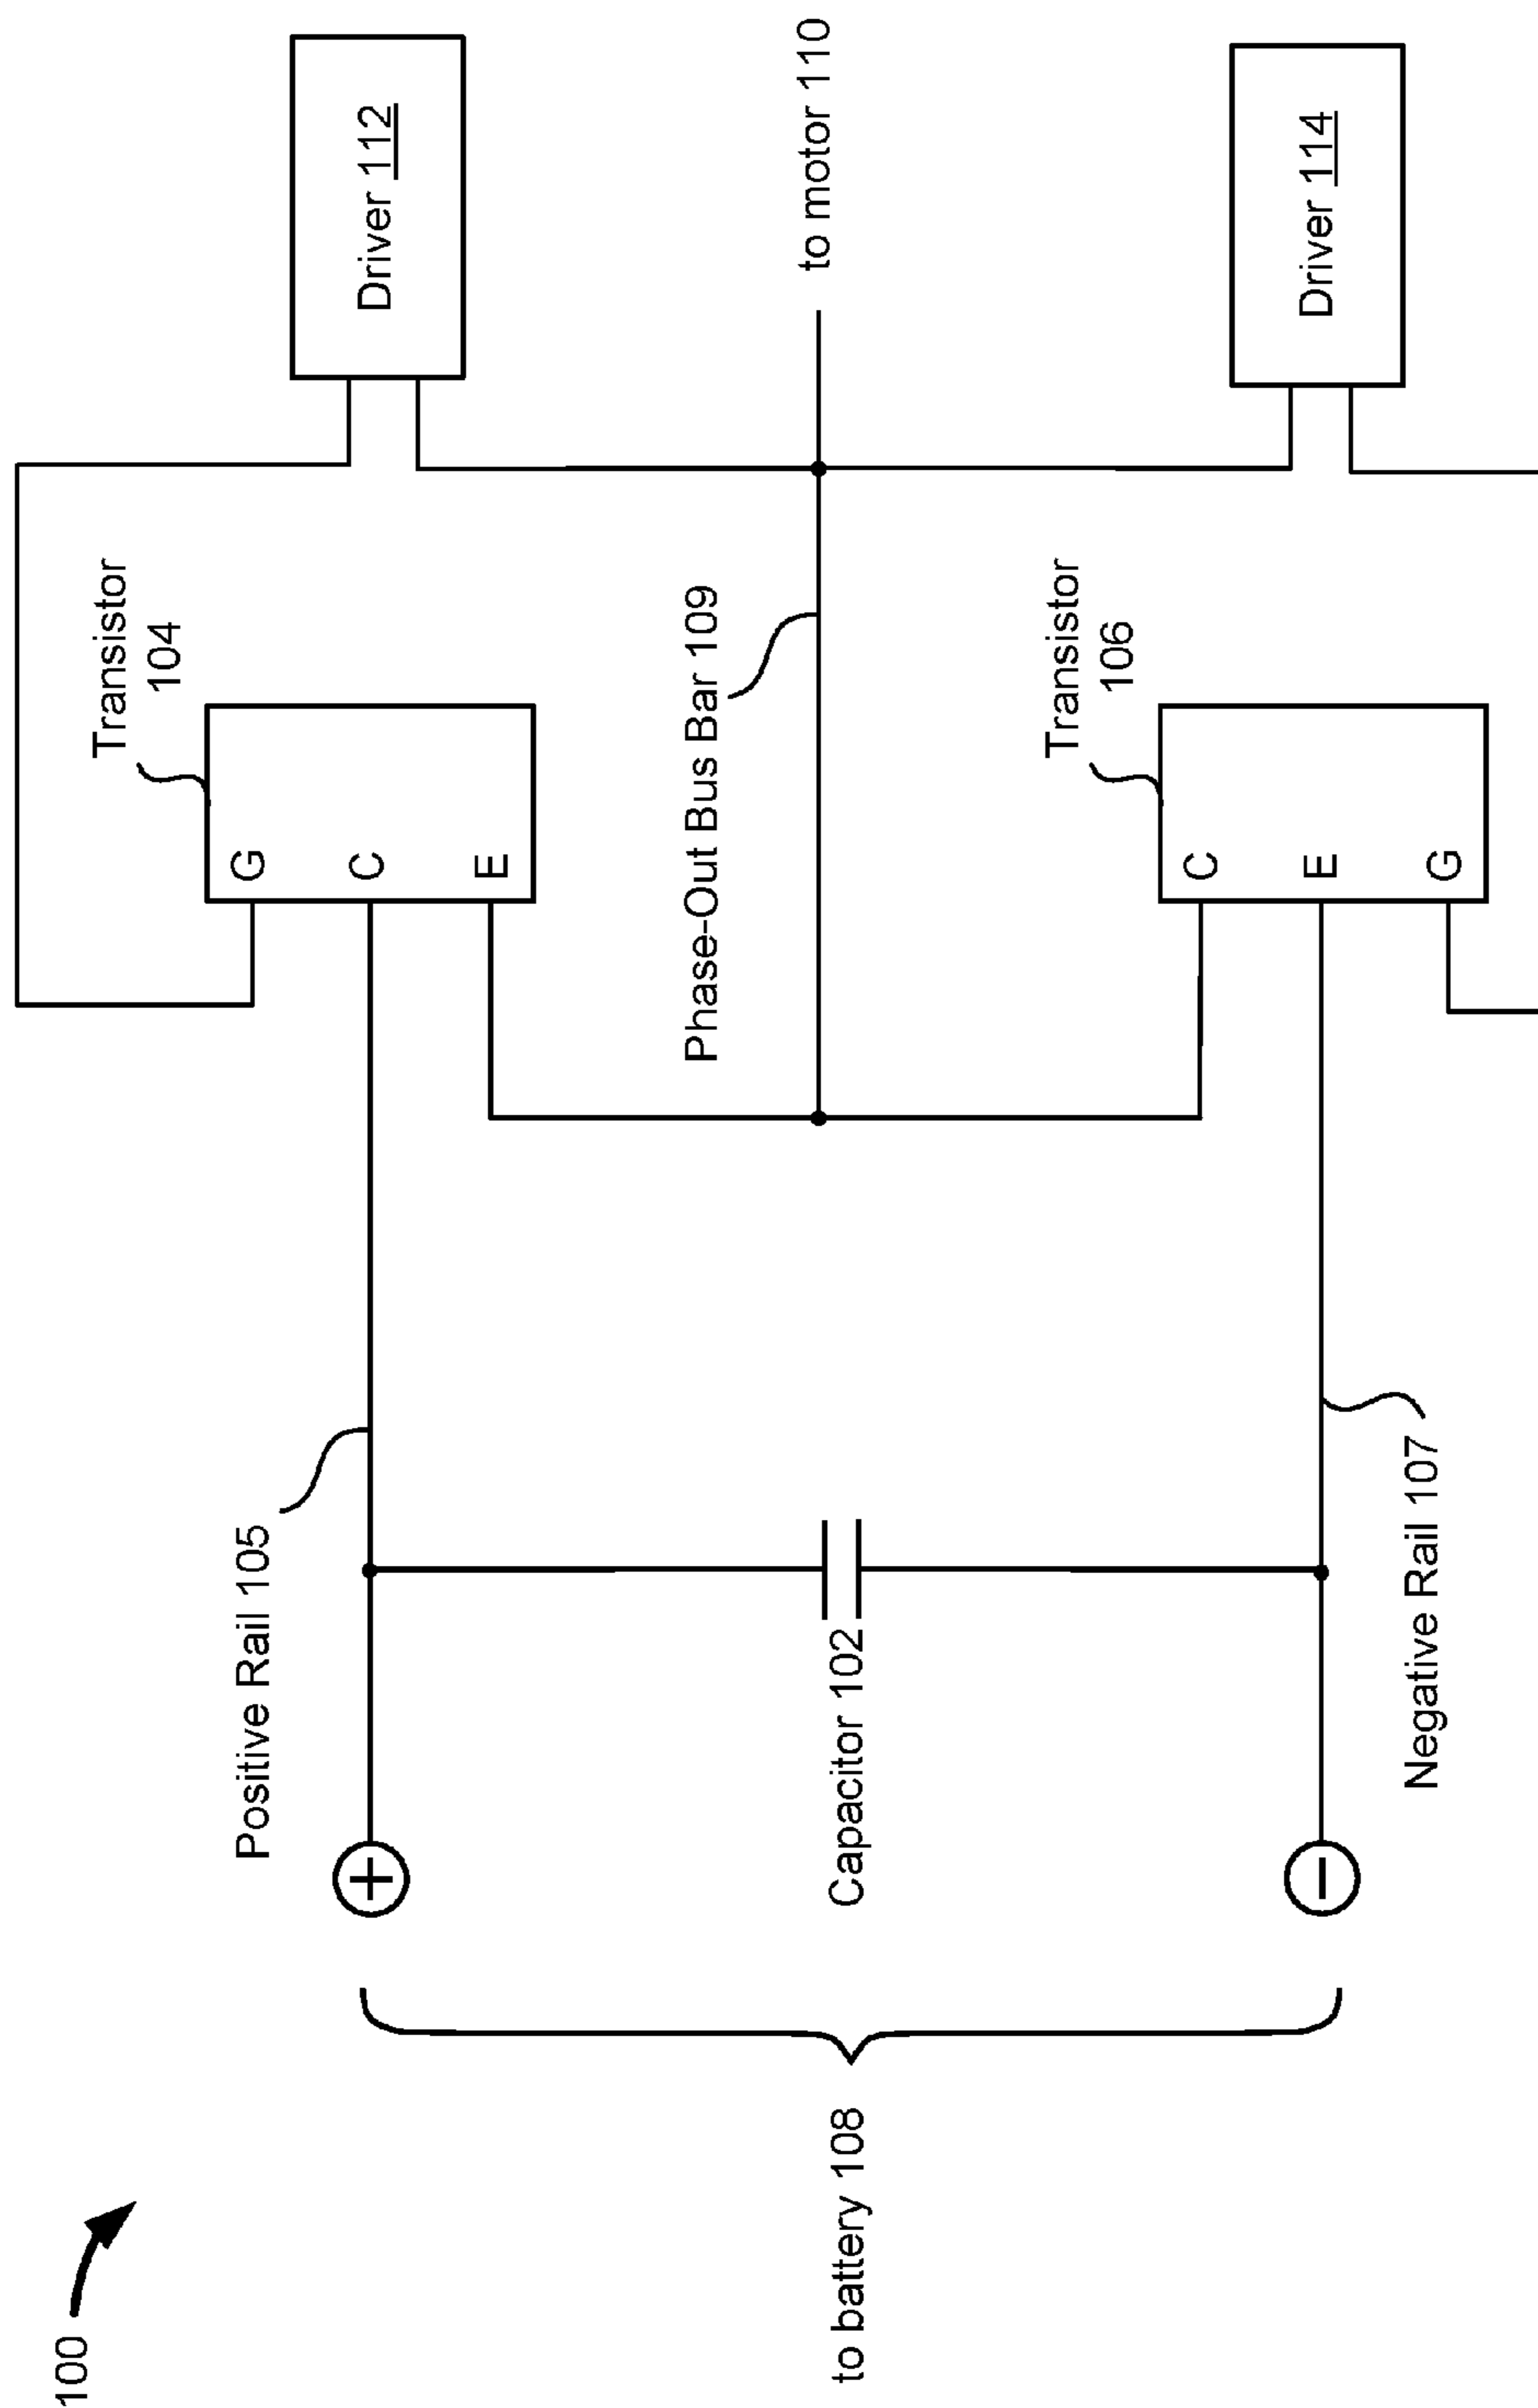 100
Transistor
104
G
C
E
Driver 112
Positive Rail 105
+
Phase-Out Bus Bar 109
to motor 110
to battery 108
Capacitor 102
Transistor
106
C
E
G
Driver 114
−
Negative Rail 107